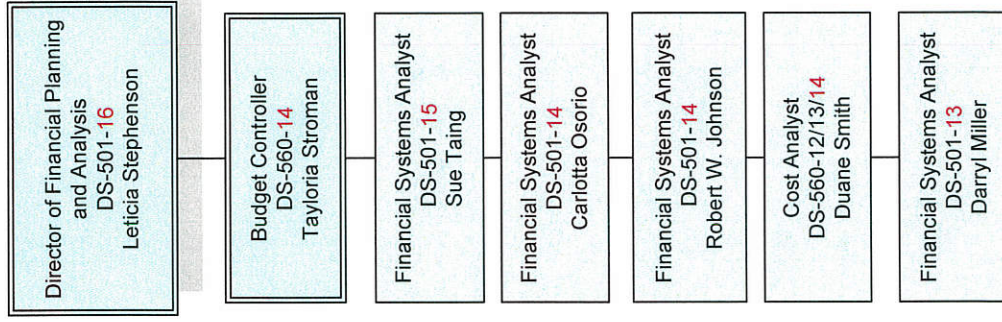 Director of Financial Planning
and Analysis
DS-501-16
Leticia Stephenson
Budget Controller
DS-560-14
Tayloria Stroman
Financial Systems Analyst
DS-501-15
Sue Taing
Financial Systems Analyst
DS-501-14
Carlotta Osorio
Financial Systems Analyst
DS-501-14
Robert W. Johnson
Cost Analyst
DS-560-12/13/14
Duane Smith
Financial Systems Analyst
DS-501-13
Darryl Miller